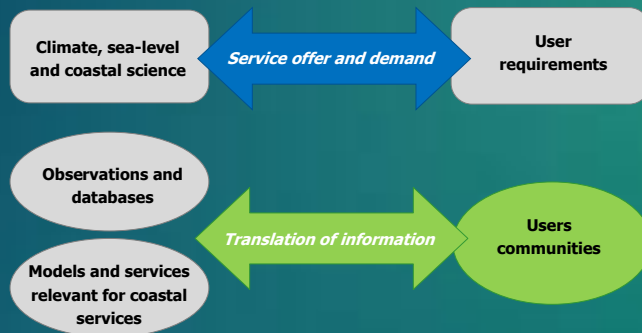 Climate, sea-level
and coastal science
Service offer and demand
User
requirements
Observations and
databases
Translation of information
Users
communities
Models and services
relevant for coastal
services